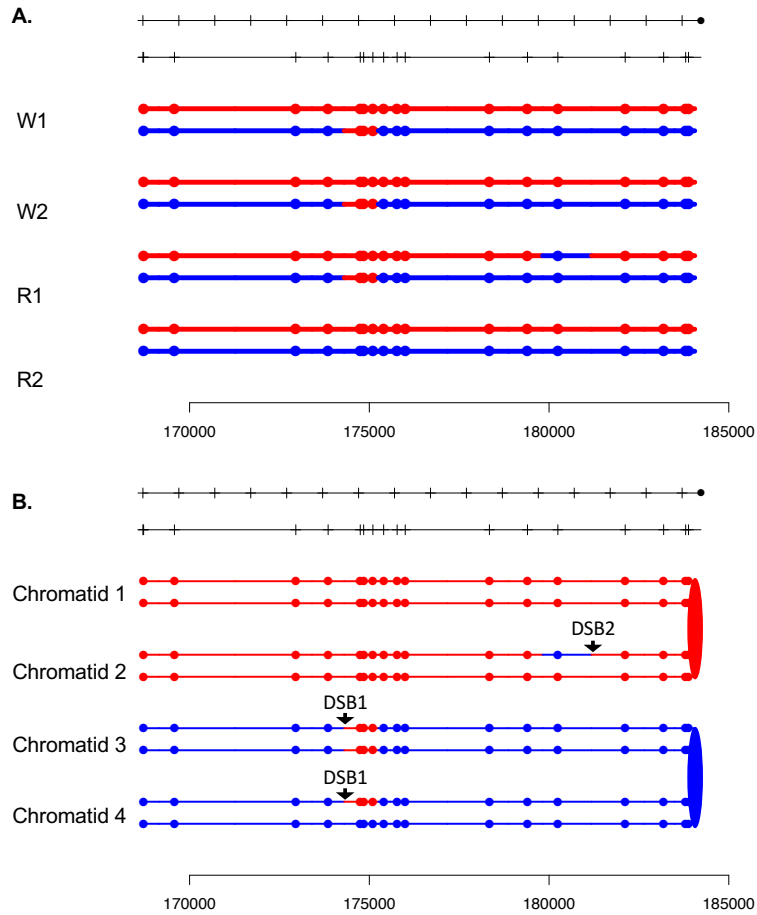 A.
W1
W2
R1
R2
170000 175000 180000 185000
B.
Chromatid 1
DSB2
Chromatid 2
DSB1
Chromatid 3
DSB1
Chromatid 4
170000 175000 180000 185000